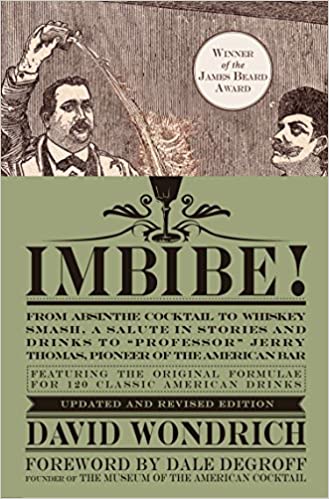 WINNER
of the
JAMES BEARD
AWARD
IMBIBE!
FROM ABSINTHE COCKTAIL TO WHISKEY
SMASH, A SALUTE IN STORIES AND
DRINKS TO “PROFESSOR” JERRY
THOMAS, PIONEER OF THE AMERICAN BAR
FEATURING THE ORIGINAL FORMULAE
FOR 120 CLASSIC AMERICAN DRINKS
UPDATED AND REVISED EDITION
DAVID WONDRICH
FOREWORD BY DALE DEGROFF
FOUNDER OF THE MUSEUM OF THE AMERICAN COCKTAIL